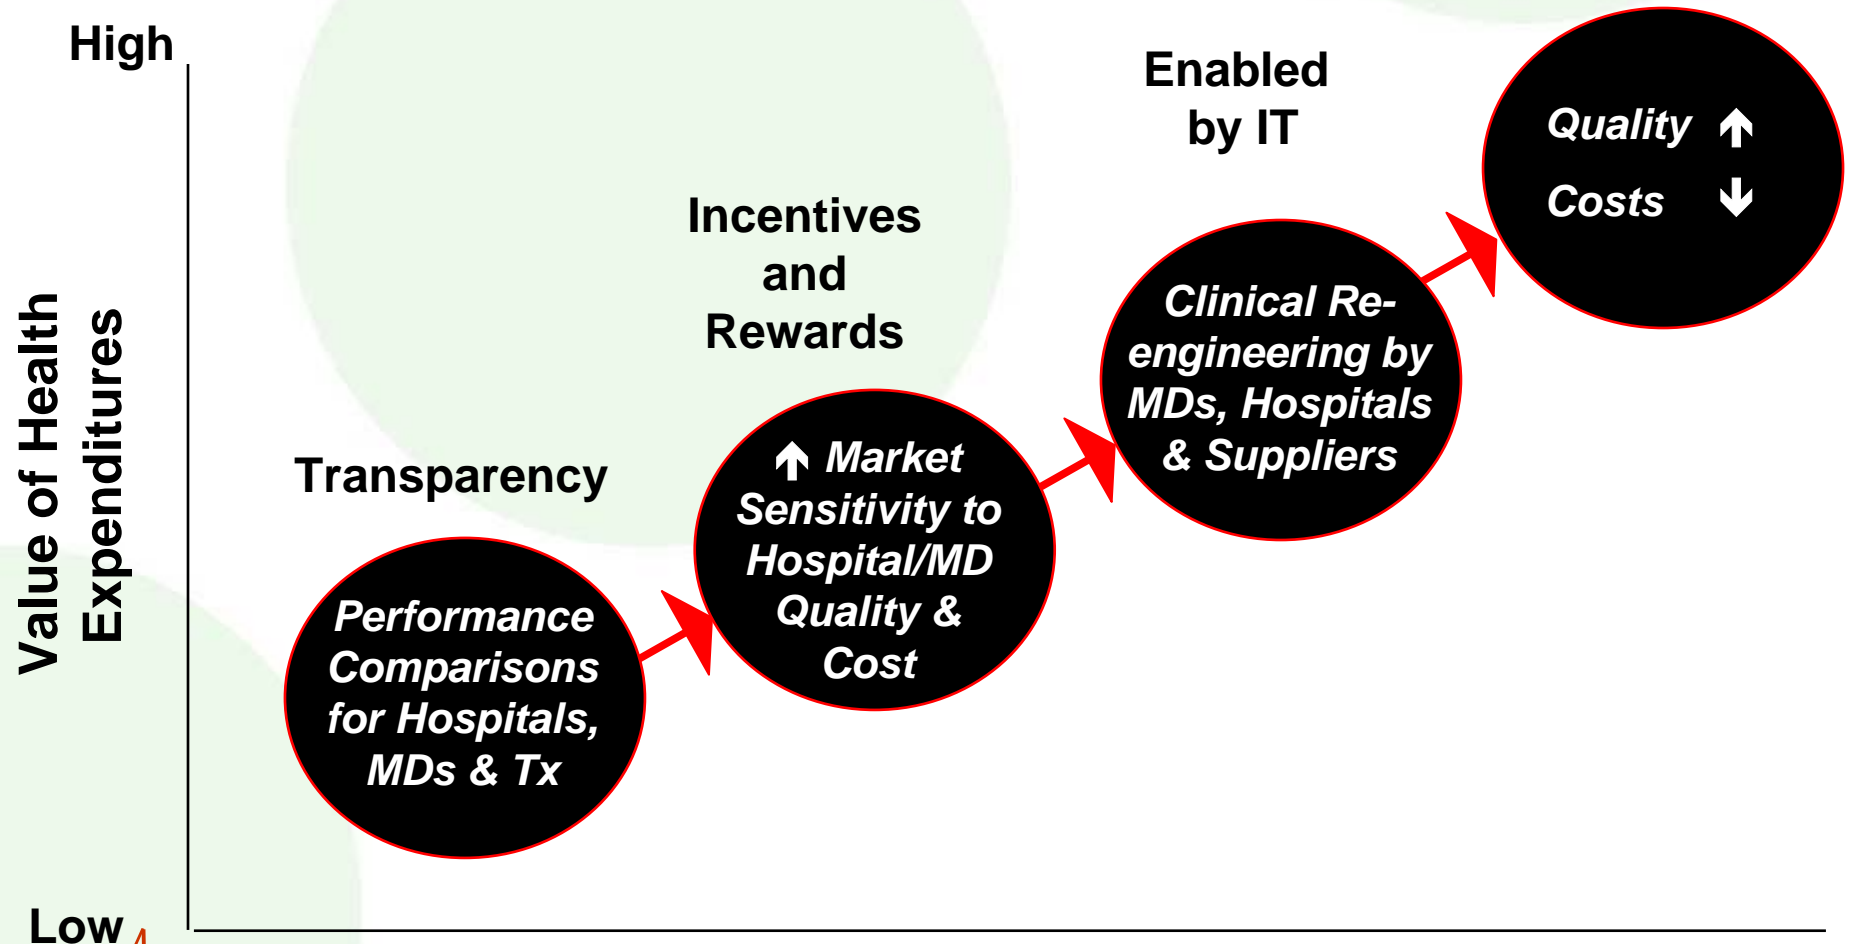 High
Value of Health
Expenditures
Low
Transparency
Performance
Comparisons
for Hospitals,
MDs & Tx
Incentives
and
Rewards
↑ Market
Sensitivity to
Hospital/MD
Quality &
Cost
Enabled
by IT
Clinical Re-
engineering by
MDs, Hospitals
& Suppliers
Quality ↑
Costs ↓